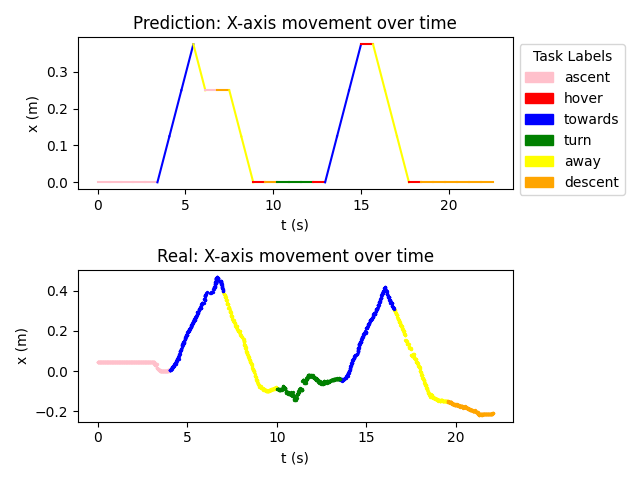 Prediction: X-axis movement over time
x (m)
0.3
0.2
0.1
0.0
0
5
10
15
20
t (s)
Task Labels
ascent
hover
towards
turn
away
descent
Real: X-axis movement over time
x (m)
0.4
0.2
0.0
−0.2
0
5
10
15
20
t (s)